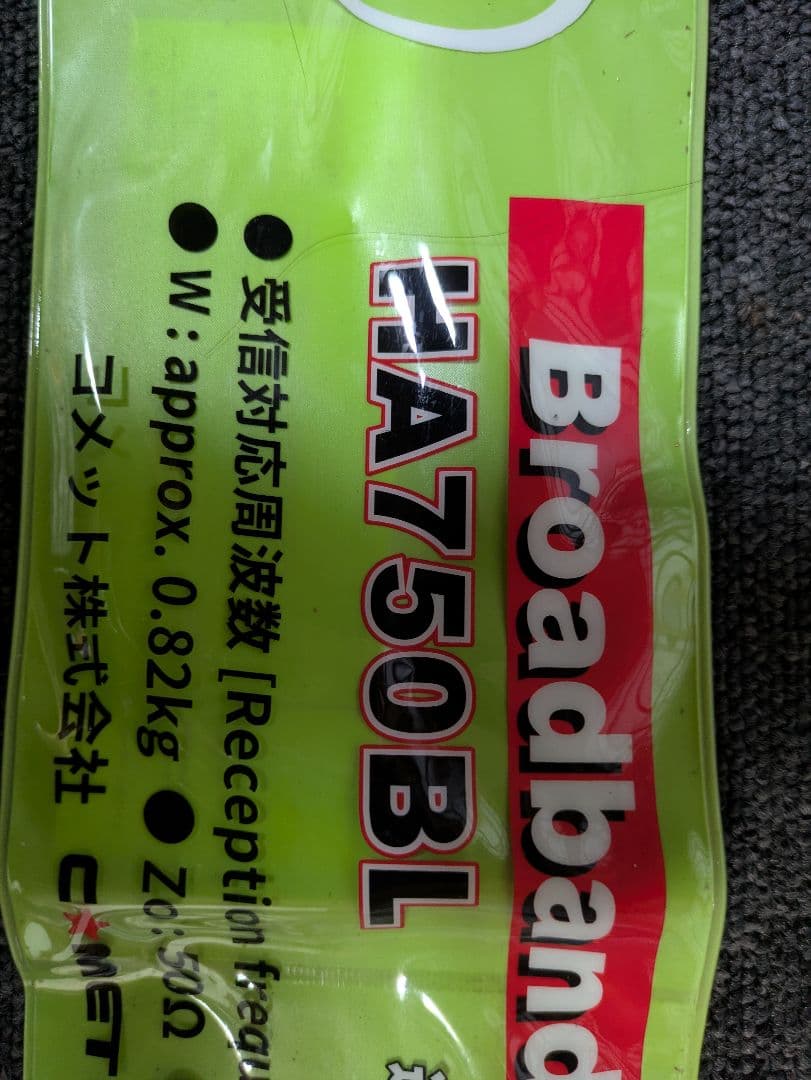 Broadband
HA750BL
●受信対応周波数 [Reception frequ
●W:approx. 0.82kg ●Zo:50Ω
コメット株式会社 COMET